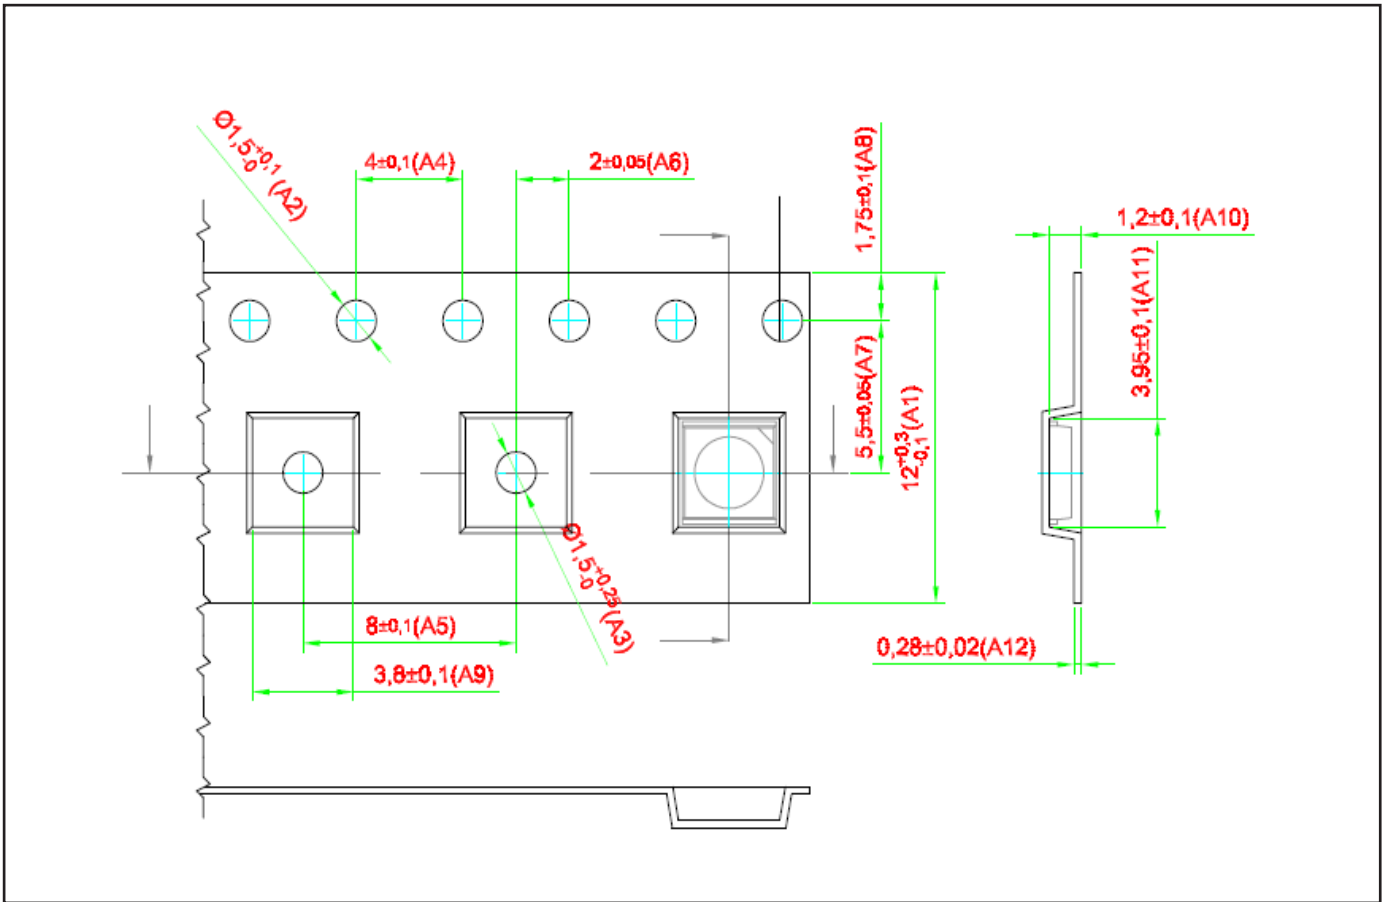 Ø1,5+0,1-0 (A2)
4±0,1(A4)
2±0,05(A6)
1,75±0,1(A8)
1,2±0,1(A10)
3,95±0,1(A11)
5,5±0,05(A7)
12+0,3-0,1(A1)
Ø1,5+0,25-0 (A3)
8±0,1(A5)
3,8±0,1(A9)
0,28±0,02(A12)